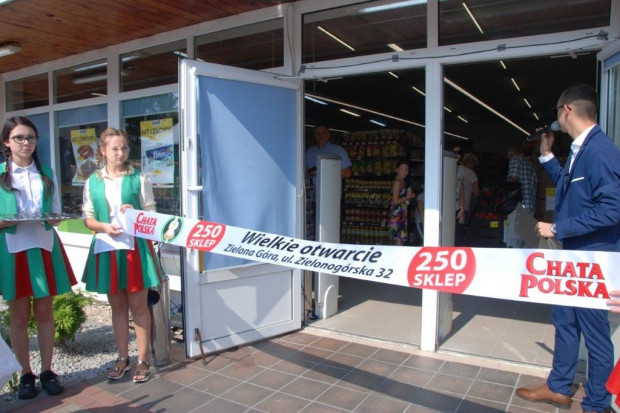 CHATA
POLSKA
250
SKLEP
Wielkie otwarcie
Zielona Góra, ul. Zielonogórska 32
250
SKLEP
CHATA
POLSKA